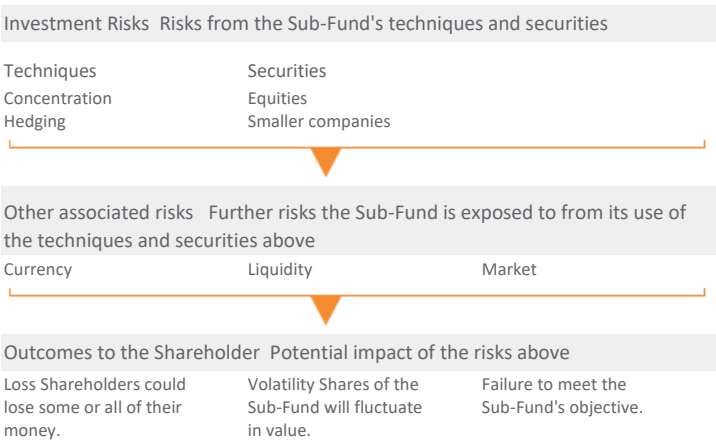 Investment Risks Risks from the Sub-Fund's techniques and securities
Techniques Securities
Concentration Equities
Hedging Smaller companies
Other associated risks Further risks the Sub-Fund is exposed to from its use of
the techniques and securities above
Currency Liquidity Market
Outcomes to the Shareholder Potential impact of the risks above
Loss Shareholders could Volatility Shares of the Failure to meet the
lose some or all of their Sub-Fund will fluctuate Sub-Fund's objective.
money. in value.